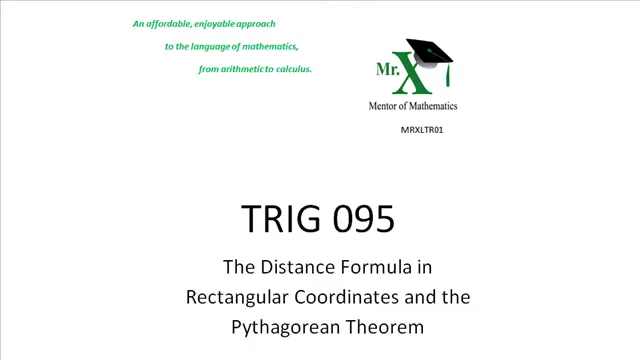 An affordable, enjoyable approach
to the language of mathematics,
from arithmetic to calculus.
Mr. X
Mentor of Mathematics
MRXLTR01
TRIG 095
The Distance Formula in
Rectangular Coordinates and the
Pythagorean Theorem